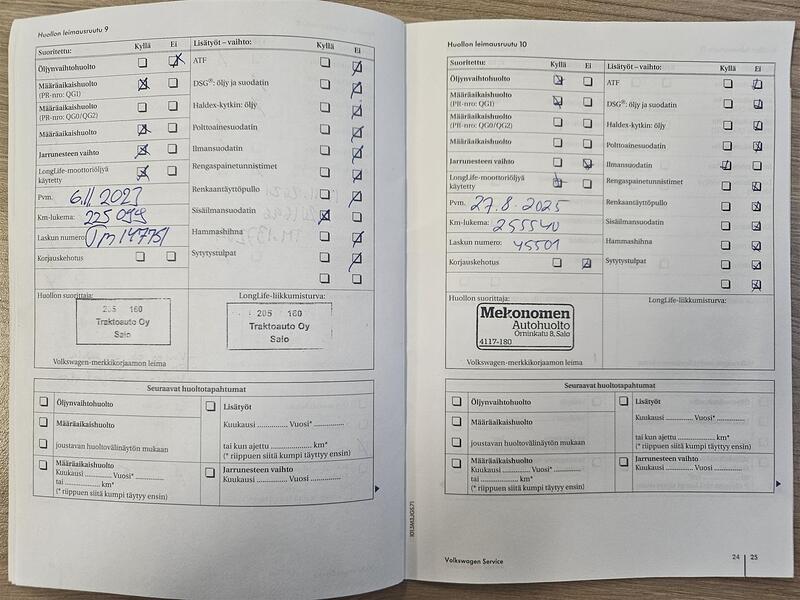 Huollon leimausruutu 9
Suoritettu: Kyllä Ei
Öljynvaihtohuolto
Määräaikaishuolto
(PR-nro: QG1)
Määräaikaishuolto
(PR-nro: QG0/QG2)
Määräaikaishuolto
Jarrunesteen vaihto
LongLife-moottoriöljyä
käytetty
Pvm. 6.11 2023
Km-lukema: 225 099
Laskun numero:
Korjauskehotus
Lisätyöt – vaihto: Kyllä Ei
ATF
DSG®: öljy ja suodatin
Haldex-kytkin: öljy
Polttoainesuodatin
Ilmansuodatin
Rengaspainetunnistimet
Renkaantäyttöpullo
Sisäilmansuodatin
Hammashihna
Sytytystulpat
Huollon suorittaja:
205 160
Traktoauto Oy
Salo
Volkswagen-merkkikorjaamon leima
LongLife-liikkumisturva:
205 160
Traktoauto Oy
Salo
Seuraavat huoltotapahtumat
Öljynvaihtohuolto
Määräaikaishuolto
joustavan huoltovälinäytön mukaan
Määräaikaishuolto
Kuukausi .............. Vuosi* ..............
tai .............. km*
(* riippuen siitä kumpi täyttyy ensin)
Lisätyöt
Kuukausi .............. Vuosi* ..............
tai kun ajettu .............. km*
(* riippuen siitä kumpi täyttyy ensin)
Jarrunesteen vaihto
Kuukausi .............. Vuosi ..............
Huollon leimausruutu 10
Suoritettu: Kyllä Ei
Öljynvaihtohuolto
Määräaikaishuolto
(PR-nro: QG1)
Määräaikaishuolto
(PR-nro: QG0/QG2)
Määräaikaishuolto
Jarrunesteen vaihto
LongLife-moottoriöljyä
käytetty
Pvm. 27.8.2025
Km-lukema: 255540
Laskun numero: 45501
Korjauskehotus
Lisätyöt – vaihto: Kyllä Ei
ATF
DSG®: öljy ja suodatin
Haldex-kytkin: öljy
Polttoainesuodatin
Ilmansuodatin
Rengaspainetunnistimet
Renkaantäyttöpullo
Sisäilmansuodatin
Hammashihna
Sytytystulpat
Huollon suorittaja:
Mekonomen
Autohuolto
Örninkatu 8, Salo
4117-180
Volkswagen-merkkikorjaamon leima
LongLife-liikkumisturva:
Seuraavat huoltotapahtumat
Öljynvaihtohuolto
Määräaikaishuolto
joustavan huoltovälinäytön mukaan
Määräaikaishuolto
Kuukausi .............. Vuosi* ..............
tai .............. km*
(* riippuen siitä kumpi täyttyy ensin)
Lisätyöt
Kuukausi .............. Vuosi* ..............
tai kun ajettu .............. km*
(* riippuen siitä kumpi täyttyy ensin)
Jarrunesteen vaihto
Kuukausi .............. Vuosi ..............
Volkswagen Service
24 25